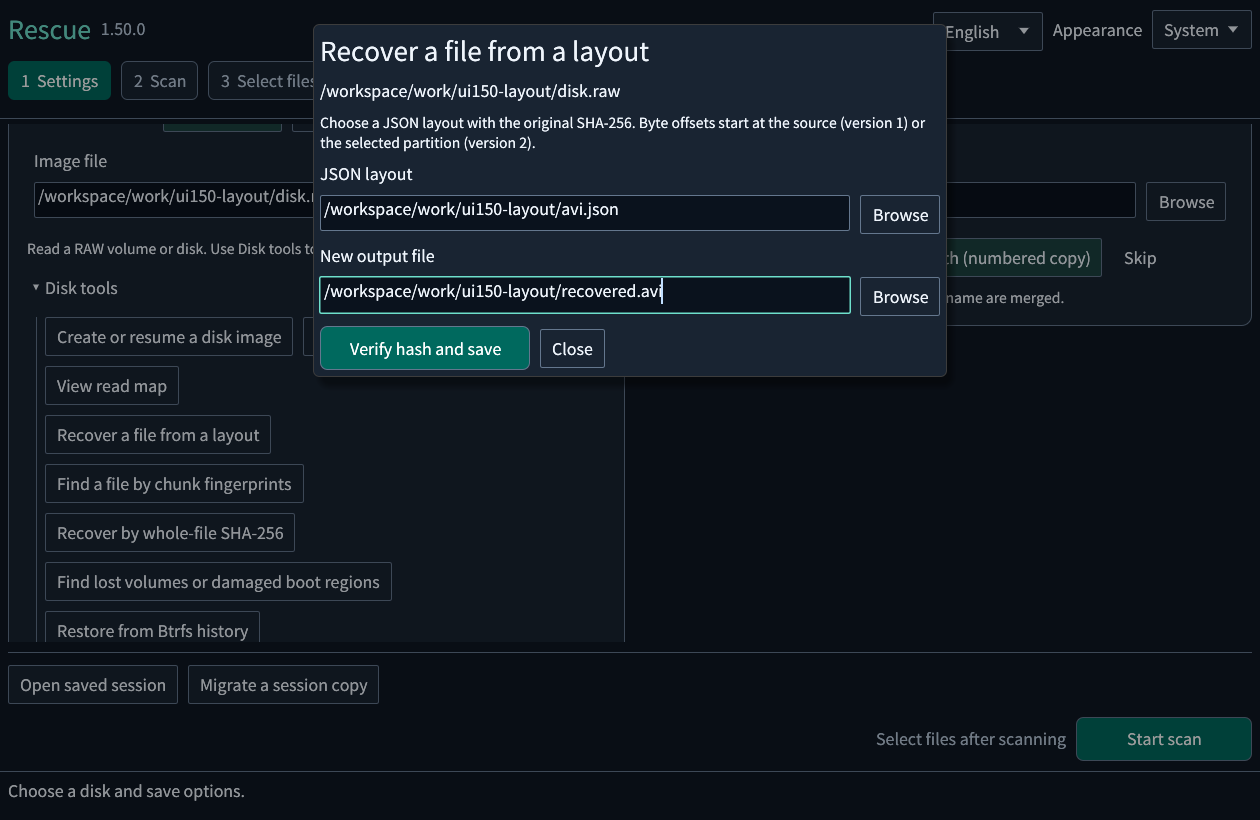 Rescue 1.50.0
English
Appearance
System
1 Settings
2 Scan
3 Select files
Recover a file from a layout
/workspace/work/ui150-layout/disk.raw
Choose a JSON layout with the original SHA-256. Byte offsets start at the source (version 1) or
the selected partition (version 2).
JSON layout
/workspace/work/ui150-layout/avi.json
Browse
New output file
/workspace/work/ui150-layout/recovered.avi
Browse
Verify hash and save
Close
Image file
/workspace/work/ui150-layout/disk.
Browse
Read a RAW volume or disk. Use Disk tools
(numbered copy)
Skip
name are merged.
Disk tools
Create or resume a disk image
View read map
Recover a file from a layout
Find a file by chunk fingerprints
Recover by whole-file SHA-256
Find lost volumes or damaged boot regions
Restore from Btrfs history
Open saved session
Migrate a session copy
Select files after scanning
Start scan
Choose a disk and save options.